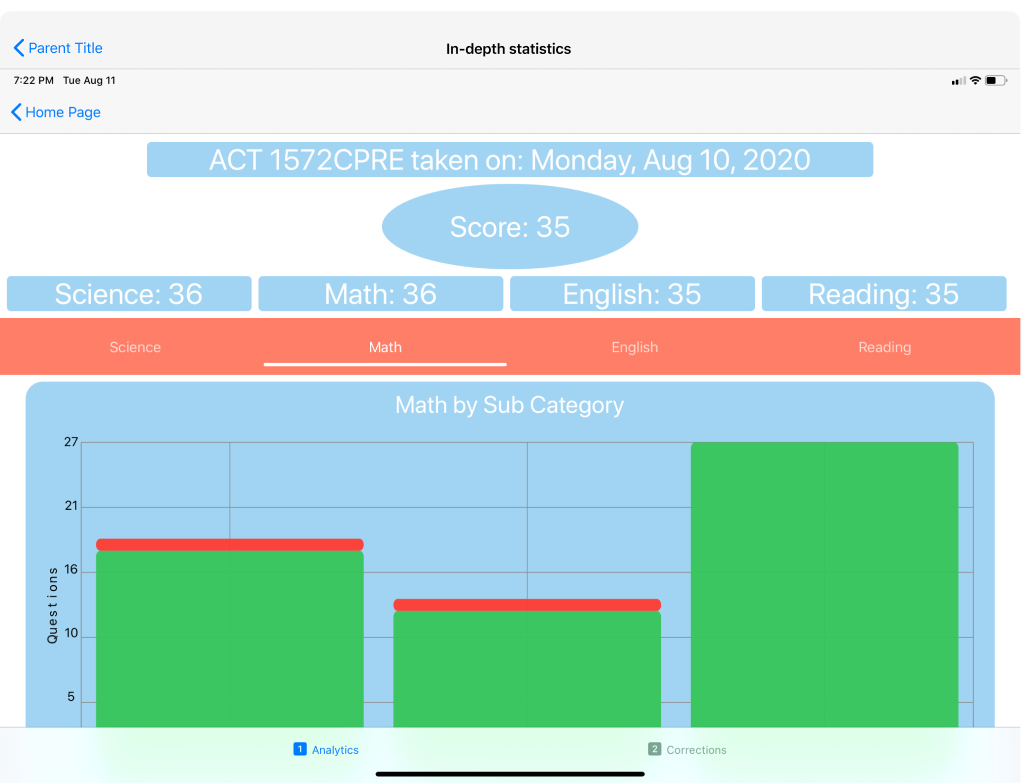 Parent Title
In-depth statistics
7:22 PM Tue Aug 11
Home Page
ACT 1572CPRE taken on: Monday, Aug 10, 2020
Score: 35
Science: 36 Math: 36 English: 35 Reading: 35
Science Math English Reading
Math by Sub Category
27
21
16
Questions
10
5
1 Analytics 2 Corrections